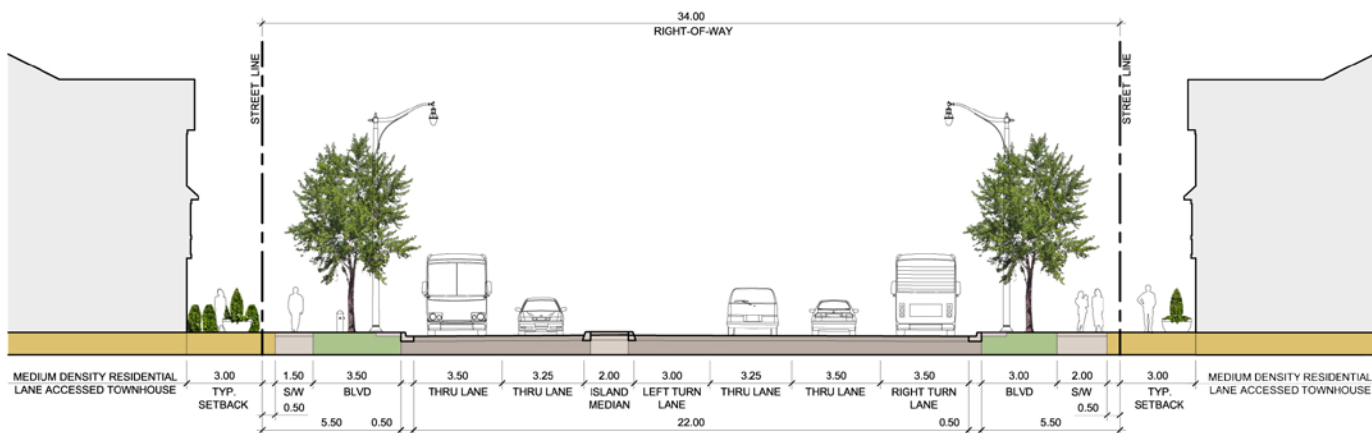 34.00
RIGHT-OF-WAY
STREET LINE
STREET LINE
MEDIUM DENSITY RESIDENTIAL
LANE ACCESSED TOWNHOUSE
3.00
TYP.
SETBACK
1.50
S/W
0.50
3.50
BLVD
5.50
0.50
3.50
THRU LANE
3.25
THRU LANE
2.00
ISLAND
MEDIAN
3.00
LEFT TURN
LANE
3.25
THRU LANE
3.50
THRU LANE
3.50
RIGHT TURN
LANE
22.00
0.50
3.00
BLVD
2.00
S/W
0.50
5.50
3.00
TYP.
SETBACK
MEDIUM DENSITY RESIDENTIAL
LANE ACCESSED TOWNHOUSE